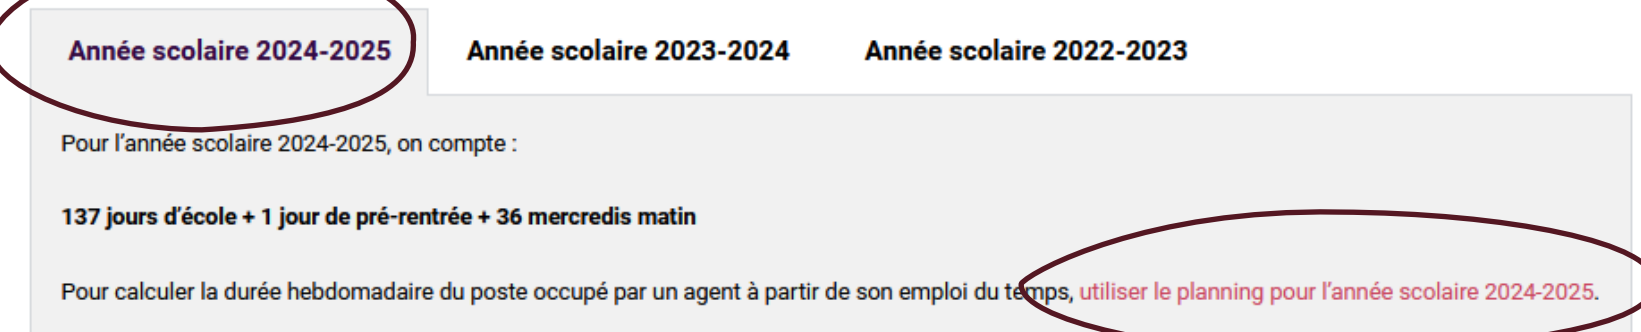 Année scolaire 2024-2025 Année scolaire 2023-2024 Année scolaire 2022-2023
Pour l’année scolaire 2024-2025, on compte :
137 jours d’école + 1 jour de pré-rentrée + 36 mercredis matin
Pour calculer la durée hebdomadaire du poste occupé par un agent à partir de son emploi du temps, utiliser le planning pour l’année scolaire 2024-2025.